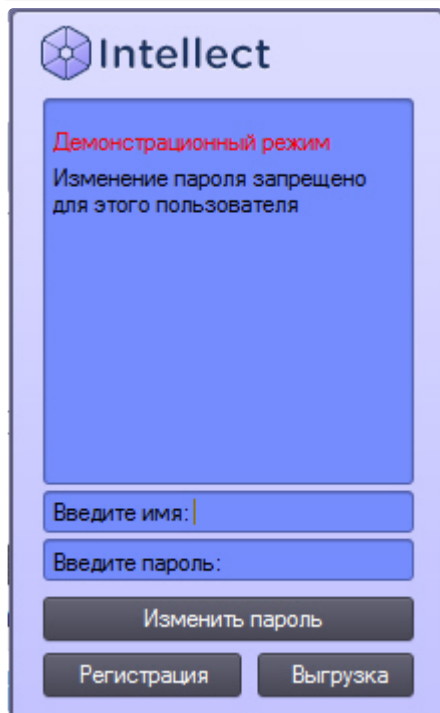 Intellect
Демонстрационный режим
Изменение пароля запрещено
для этого пользователя
Введите имя:
Введите пароль:
Изменить пароль
Регистрация Выгрузка